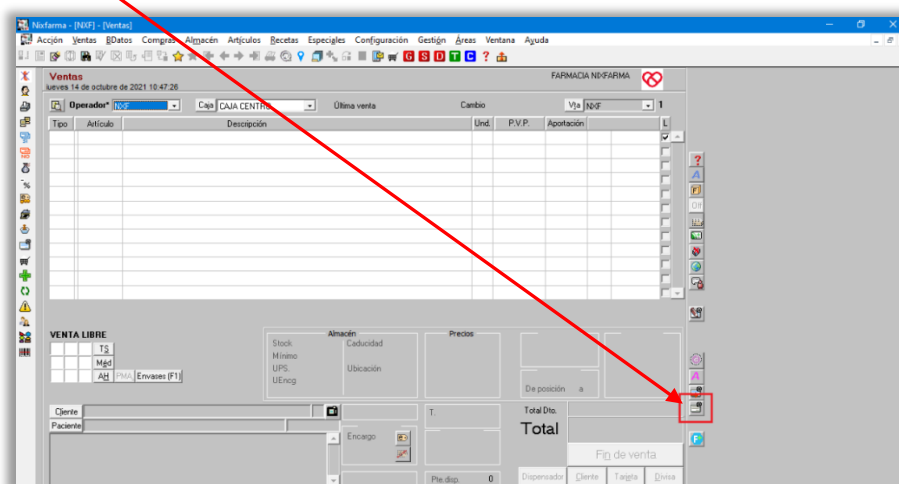 Nixfarma - [NXF] - [Ventas]
Acción Ventas BDatos Compras Almacén Artículos Recetas Especiales Configuración Gestión Áreas Ventana Ayuda
G S D T C ?
Ventas
jueves 14 de octubre de 2021 10:47:26
FARMACIA NIXFARMA
Operador* NXF Caja CAJA CENTRO Última venta Cambio Vta NXF 1
Tipo Artículo Descripción Und. P.V.P. Aportación L
?
A
F
Off
VENTA LIBRE
TS
Méd
AH PMA Envases (F1)
Almacén
Stock Caducidad
Mínimo
UPS. Ubicación
UEncg
Precios
De posición a
A
Cliente
Paciente
Encargo
T.
Pte.disp. 0
Total Dto.
Total
Fin de venta
Dispensador Cliente Tarjeta Divisa